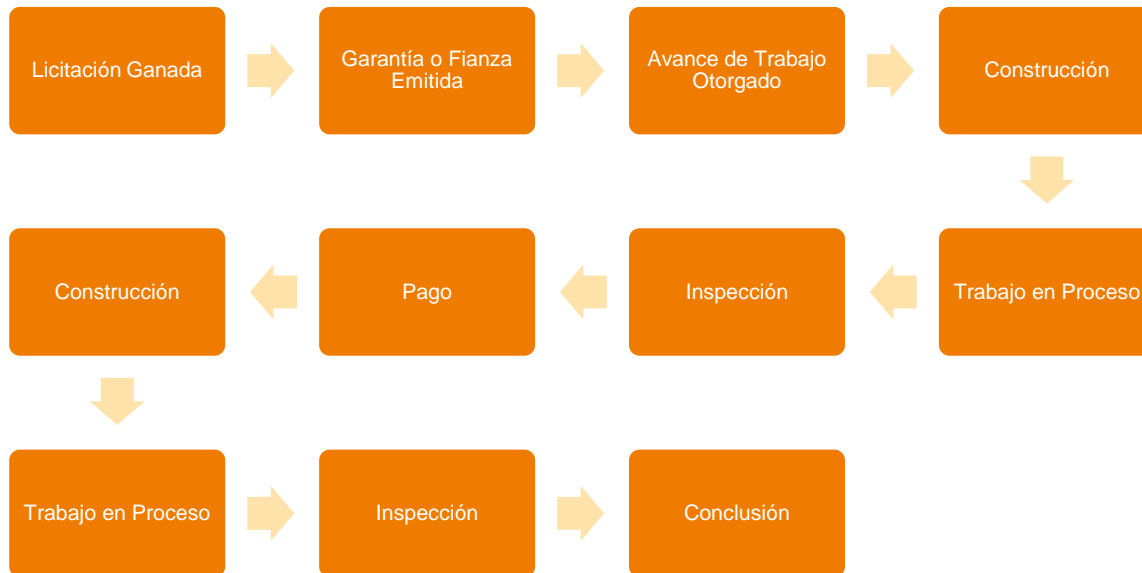 Licitación Ganada
Garantía o Fianza
Emitida
Avance de Trabajo
Otorgado
Construcción
Trabajo en Proceso
Inspección
Pago
Construcción
Trabajo en Proceso
Inspección
Conclusión